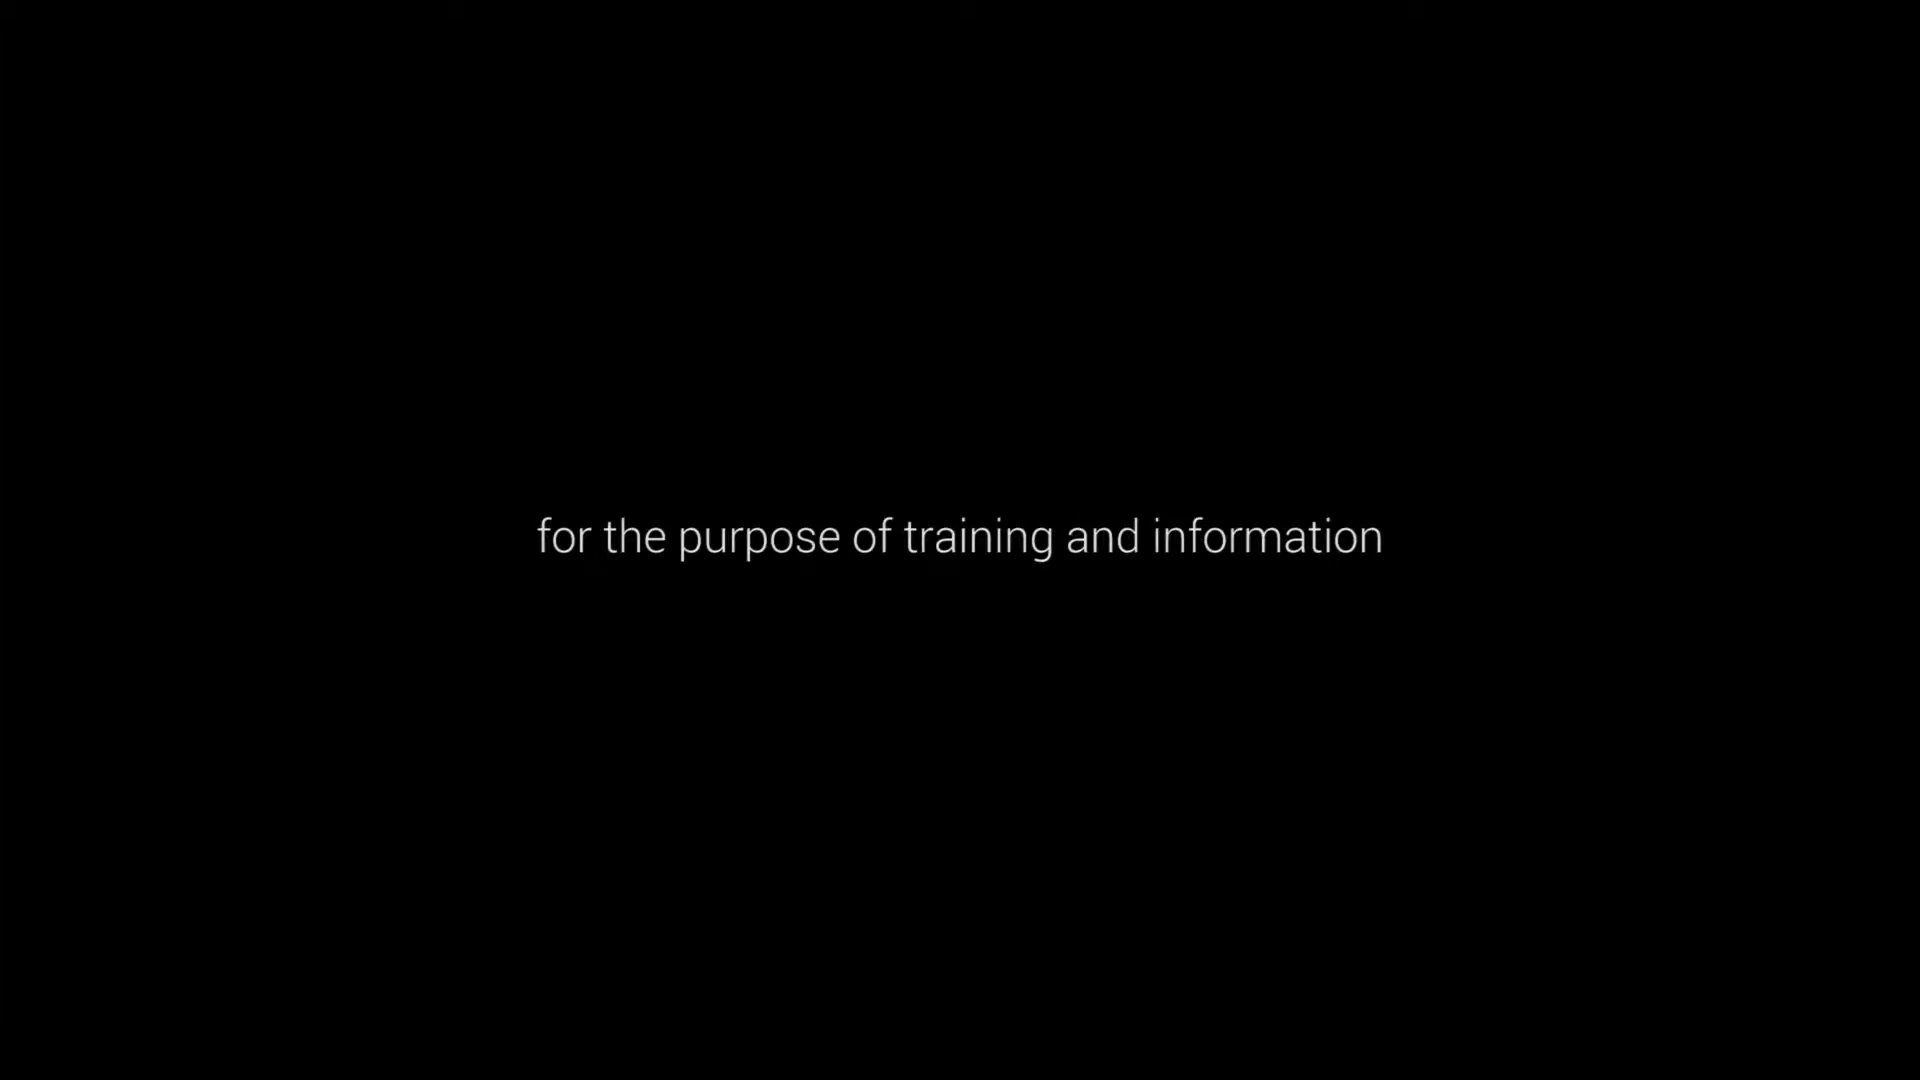 for the purpose of training and information